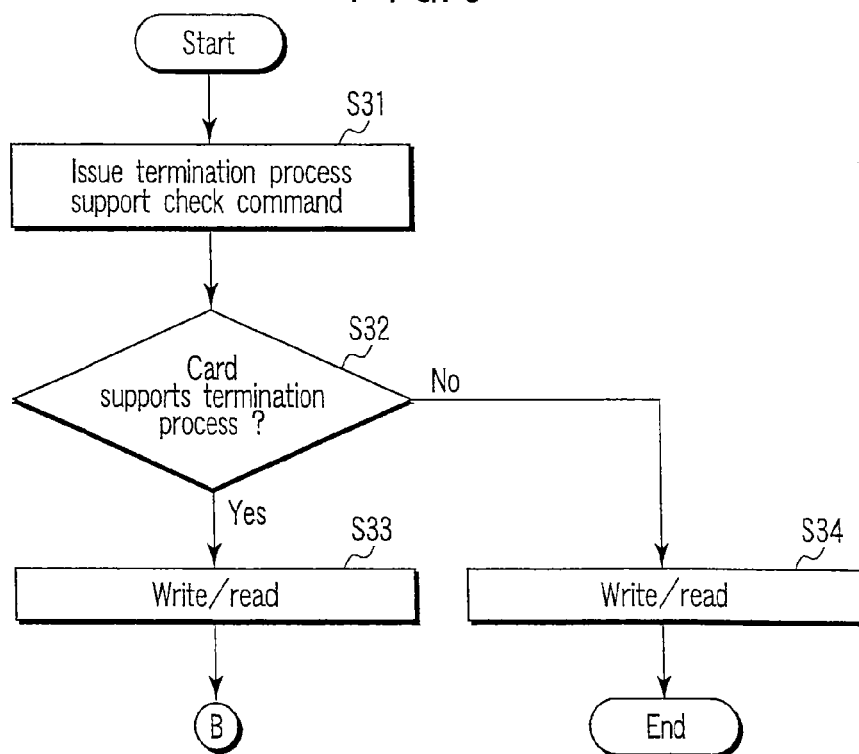 Start
S31
Issue termination process
support check command
S32
Card
supports termination
process ?
No
Yes
S33
S34
Write/read
Write/read
B
End